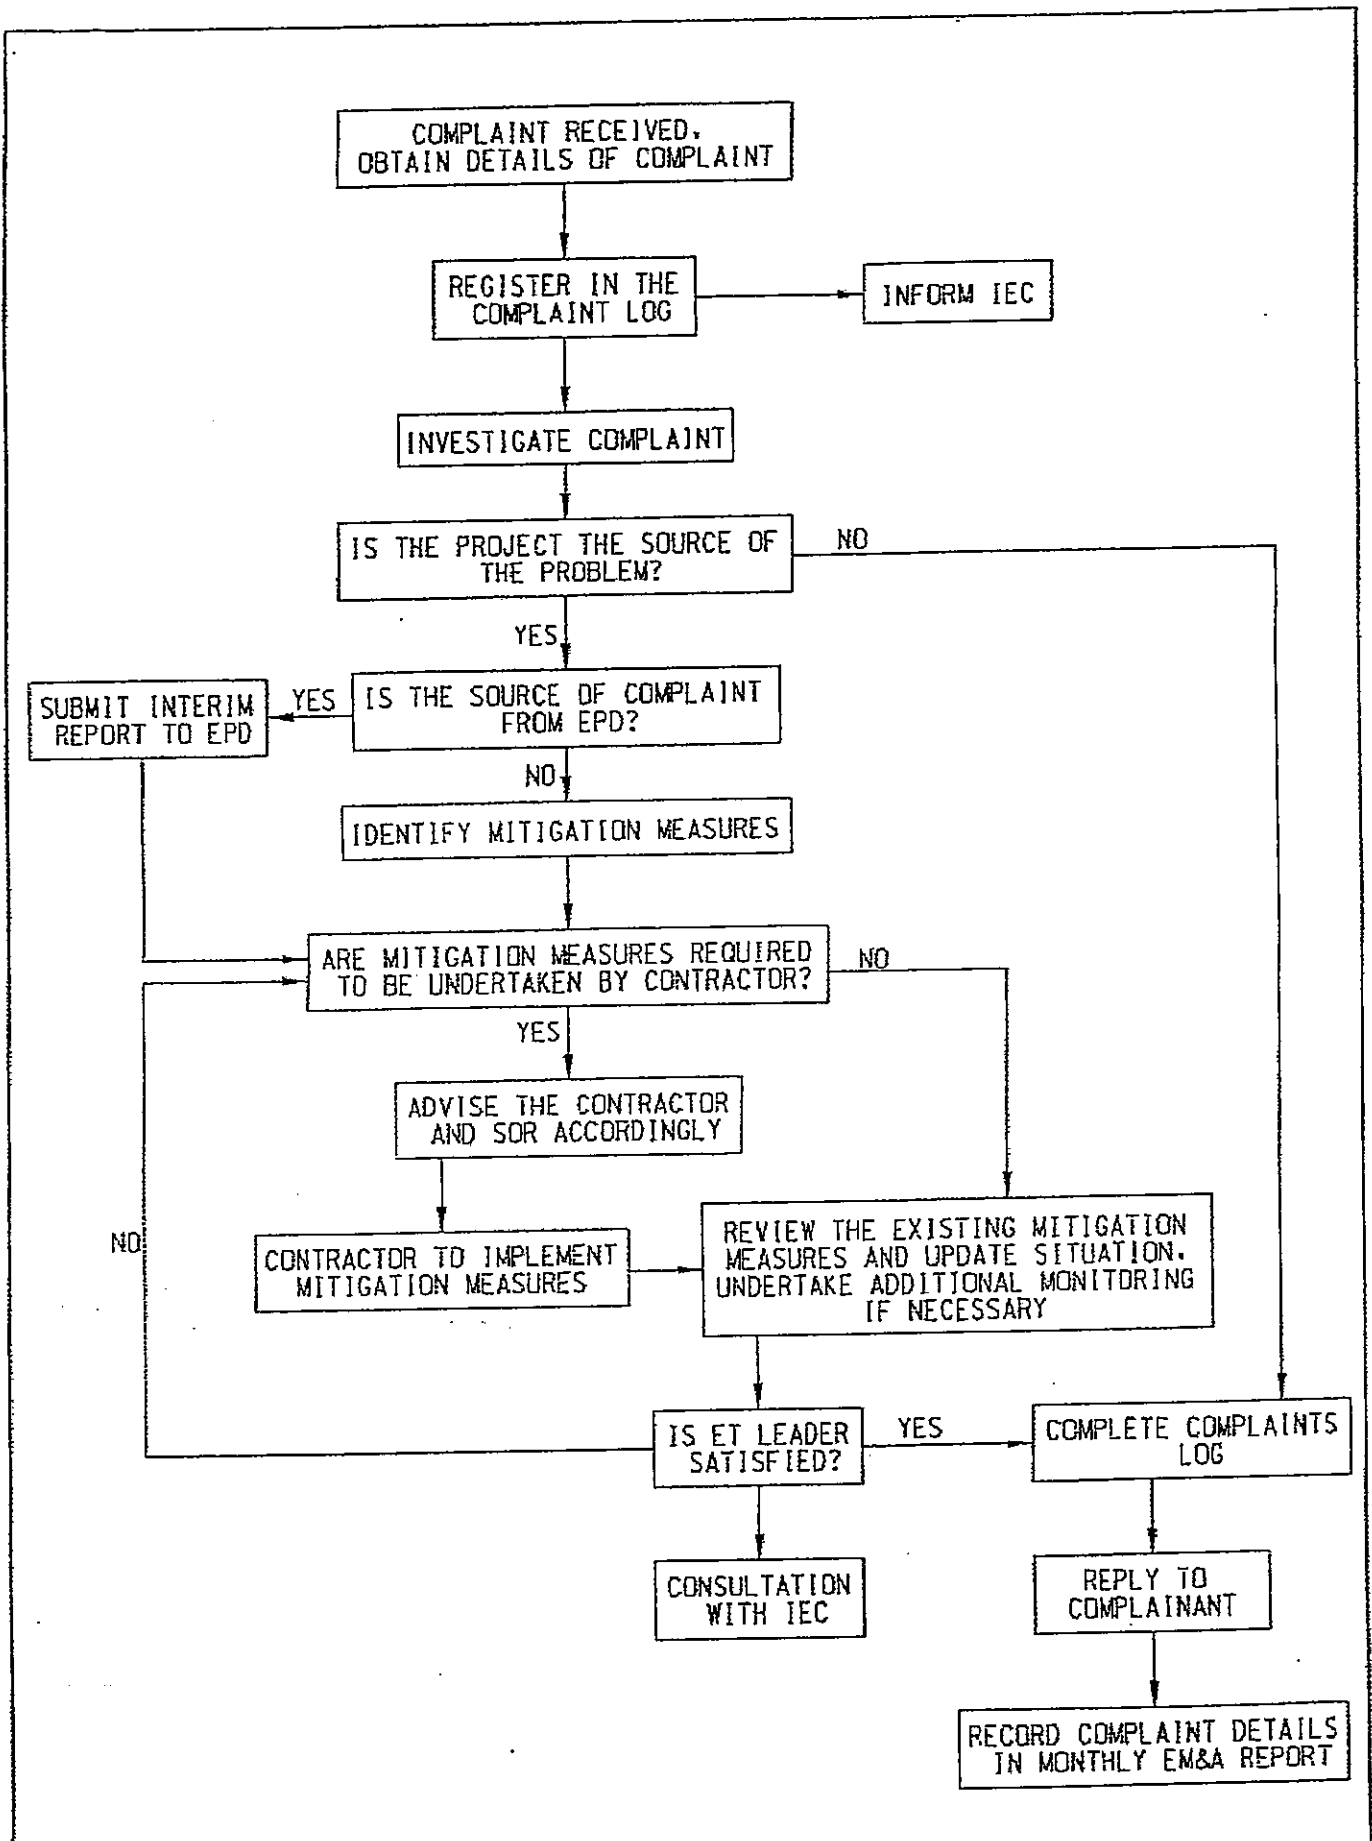 COMPLAINT RECEIVED.
OBTAIN DETAILS OF COMPLAINT
REGISTER IN THE
COMPLAINT LOG
INFORM IEC
INVESTIGATE COMPLAINT
IS THE PROJECT THE SOURCE OF
THE PROBLEM?
NO
YES
SUBMIT INTERIM
REPORT TO EPD
YES
IS THE SOURCE OF COMPLAINT
FROM EPD?
NO
IDENTIFY MITIGATION MEASURES
ARE MITIGATION MEASURES REQUIRED
TO BE UNDERTAKEN BY CONTRACTOR?
NO
YES
ADVISE THE CONTRACTOR
AND SOR ACCORDINGLY
NO
CONTRACTOR TO IMPLEMENT
MITIGATION MEASURES
REVIEW THE EXISTING MITIGATION
MEASURES AND UPDATE SITUATION.
UNDERTAKE ADDITIONAL MONITORING
IF NECESSARY
IS ET LEADER
SATISFIED?
YES
COMPLETE COMPLAINTS
LOG
CONSULTATION
WITH IEC
REPLY TO
COMPLAINANT
RECORD COMPLAINT DETAILS
IN MONTHLY EM&A REPORT